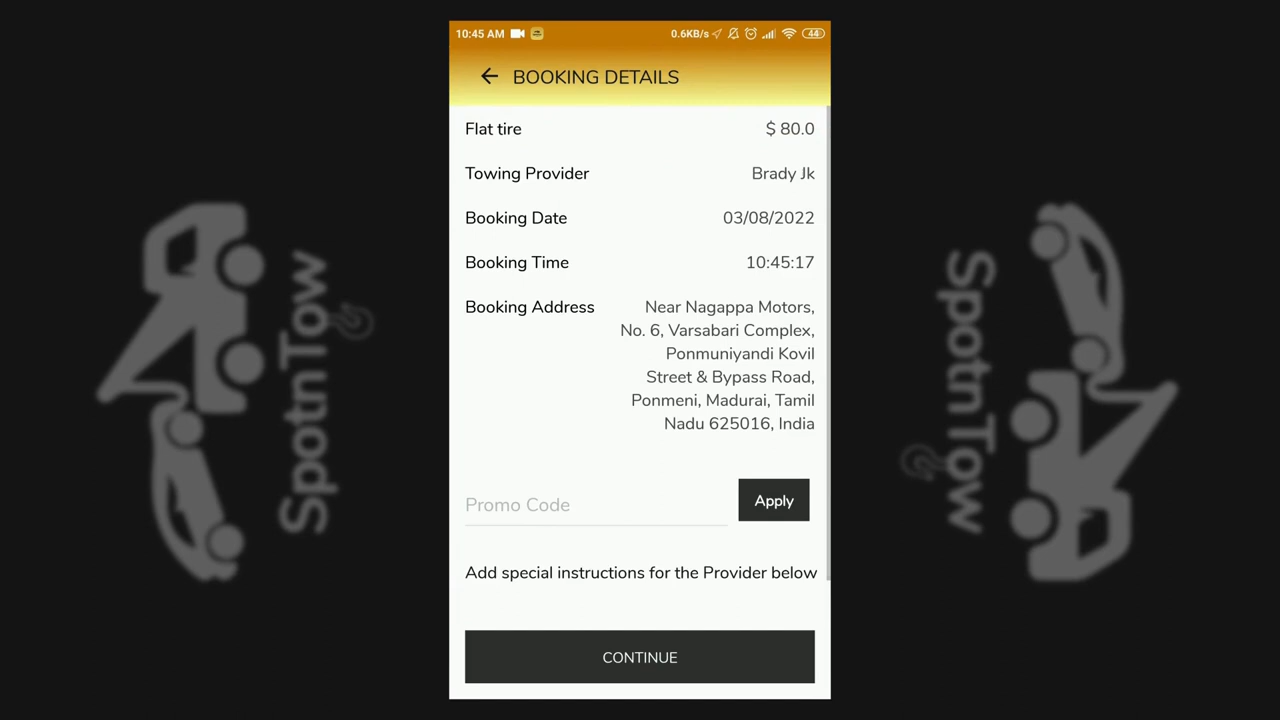 10:45 AM 0.6KB/s 44
BOOKING DETAILS
Flat tire $ 80.0
Towing Provider Brady Jk
Booking Date 03/08/2022
Booking Time 10:45:17
Booking Address Near Nagappa Motors,
No. 6, Varsabari Complex,
Ponmuniyandi Kovil
Street & Bypass Road,
Ponmeni, Madurai, Tamil
Nadu 625016, India
Promo Code Apply
Add special instructions for the Provider below
CONTINUE
SpotnTow
SpotnTow